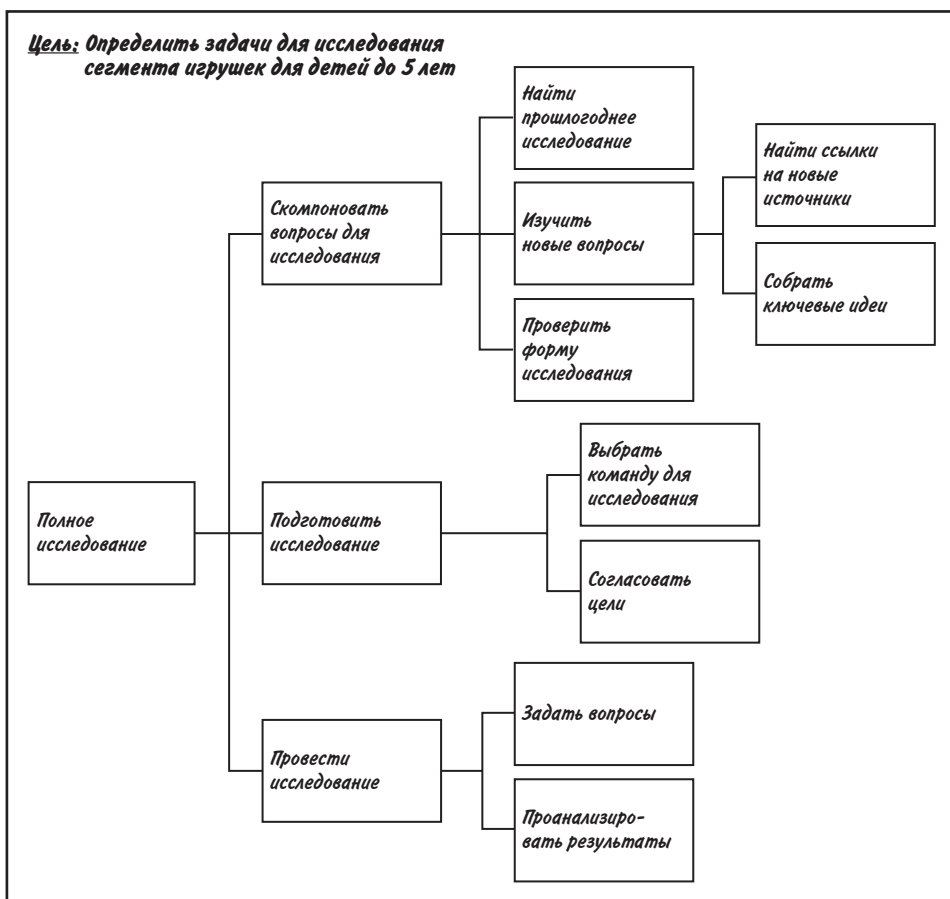 Цель: Определить задачи для исследования
сегмента игрушек для детей до 5 лет
Найти
прошлогоднее
исследование
Найти ссылки
на новые
источники
Скомпоновать
вопросы для
исследования
Изучить
новые вопросы
Собрать
ключевые идеи
Проверить
форму
исследования
Выбрать
команду для
исследования
Полное
исследование
Подготовить
исследование
Согласовать
цели
Задать вопросы
Провести
исследование
Проанализиро-
вать результаты